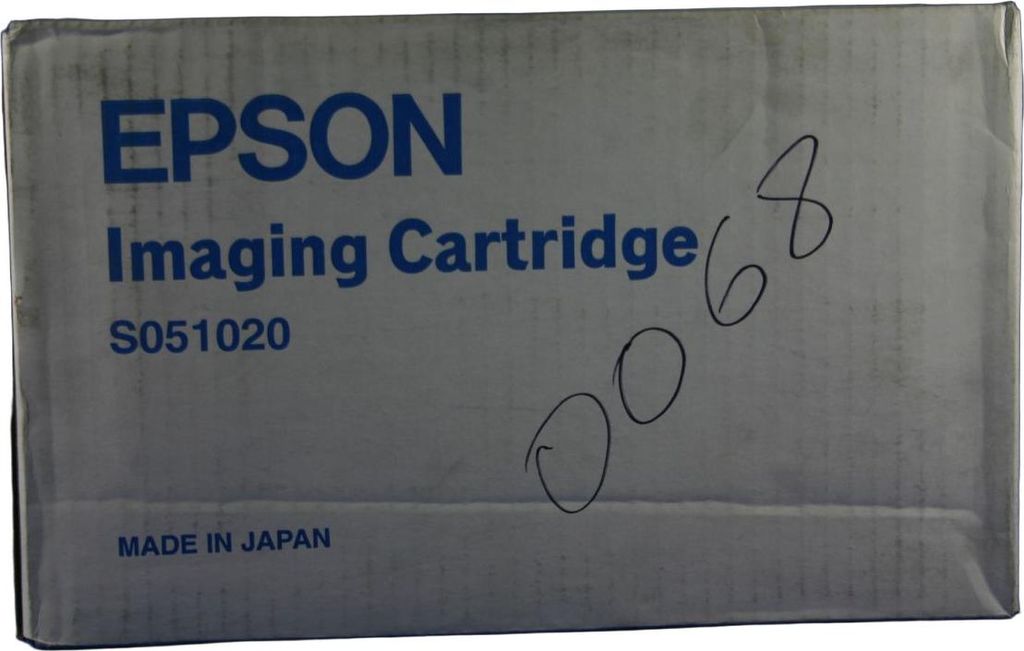 EPSON
Imaging Cartridge
S051020
0068
MADE IN JAPAN